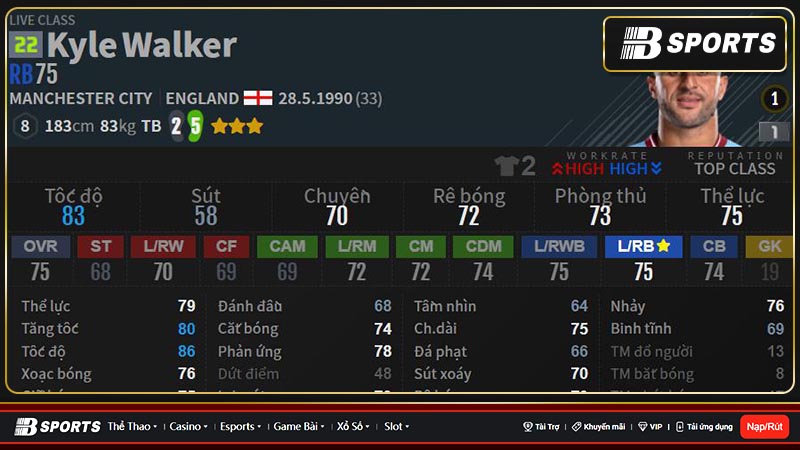 LIVE CLASS
22 Kyle Walker
RB75
MANCHESTER CITY ENGLAND 28.5.1990 (33)
8 183cm 83kg TB 2 5
B SPORTS
1
1
2 WORKRATE HIGH HIGH REPUTATION TOP CLASS
Tốc độ Sút Chuyền Rê bóng Phòng thủ Thể lực
83 58 70 72 73 75
OVR ST L/RW CF CAM L/RM CM CDM L/RWB L/RB CB GK
75 68 70 69 69 72 72 74 75 75 74 19
Thể lực 79 Đánh đầu 68 Tầm nhìn 64 Nhảy 76
Tăng tốc 80 Cắt bóng 74 Ch.dài 75 Bình tĩnh 69
Tốc độ 86 Phản ứng 78 Đá phạt 66 TM đổ người 13
Xoạc bóng 76 Dứt điểm 48 Sút xoáy 70 TM bắt bóng 8
B SPORTS Thể Thao Casino Esports Game Bài Xổ Số Slot Tài Trợ Khuyến mãi VIP Tải ứng dụng Nạp/Rút